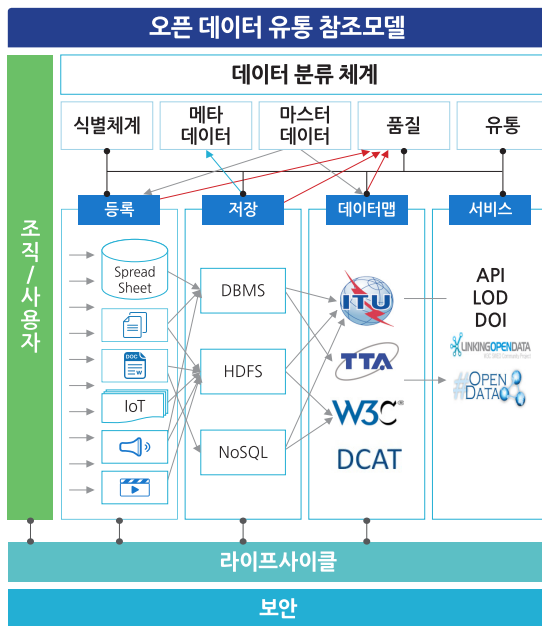 오픈 데이터 유통 참조모델
데이터 분류 체계
조직/사용자
식별체계
메타
데이터
마스터
데이터
품질
유통
등록
저장
데이터맵
서비스
Spread
Sheet
DOC
W
IoT
DBMS
HDFS
NoSQL
ITU
TTA
W3C
DCAT
API
LOD
DOI
LINKINGOPENDATA
#OPEN
DATA
라이프사이클
보안